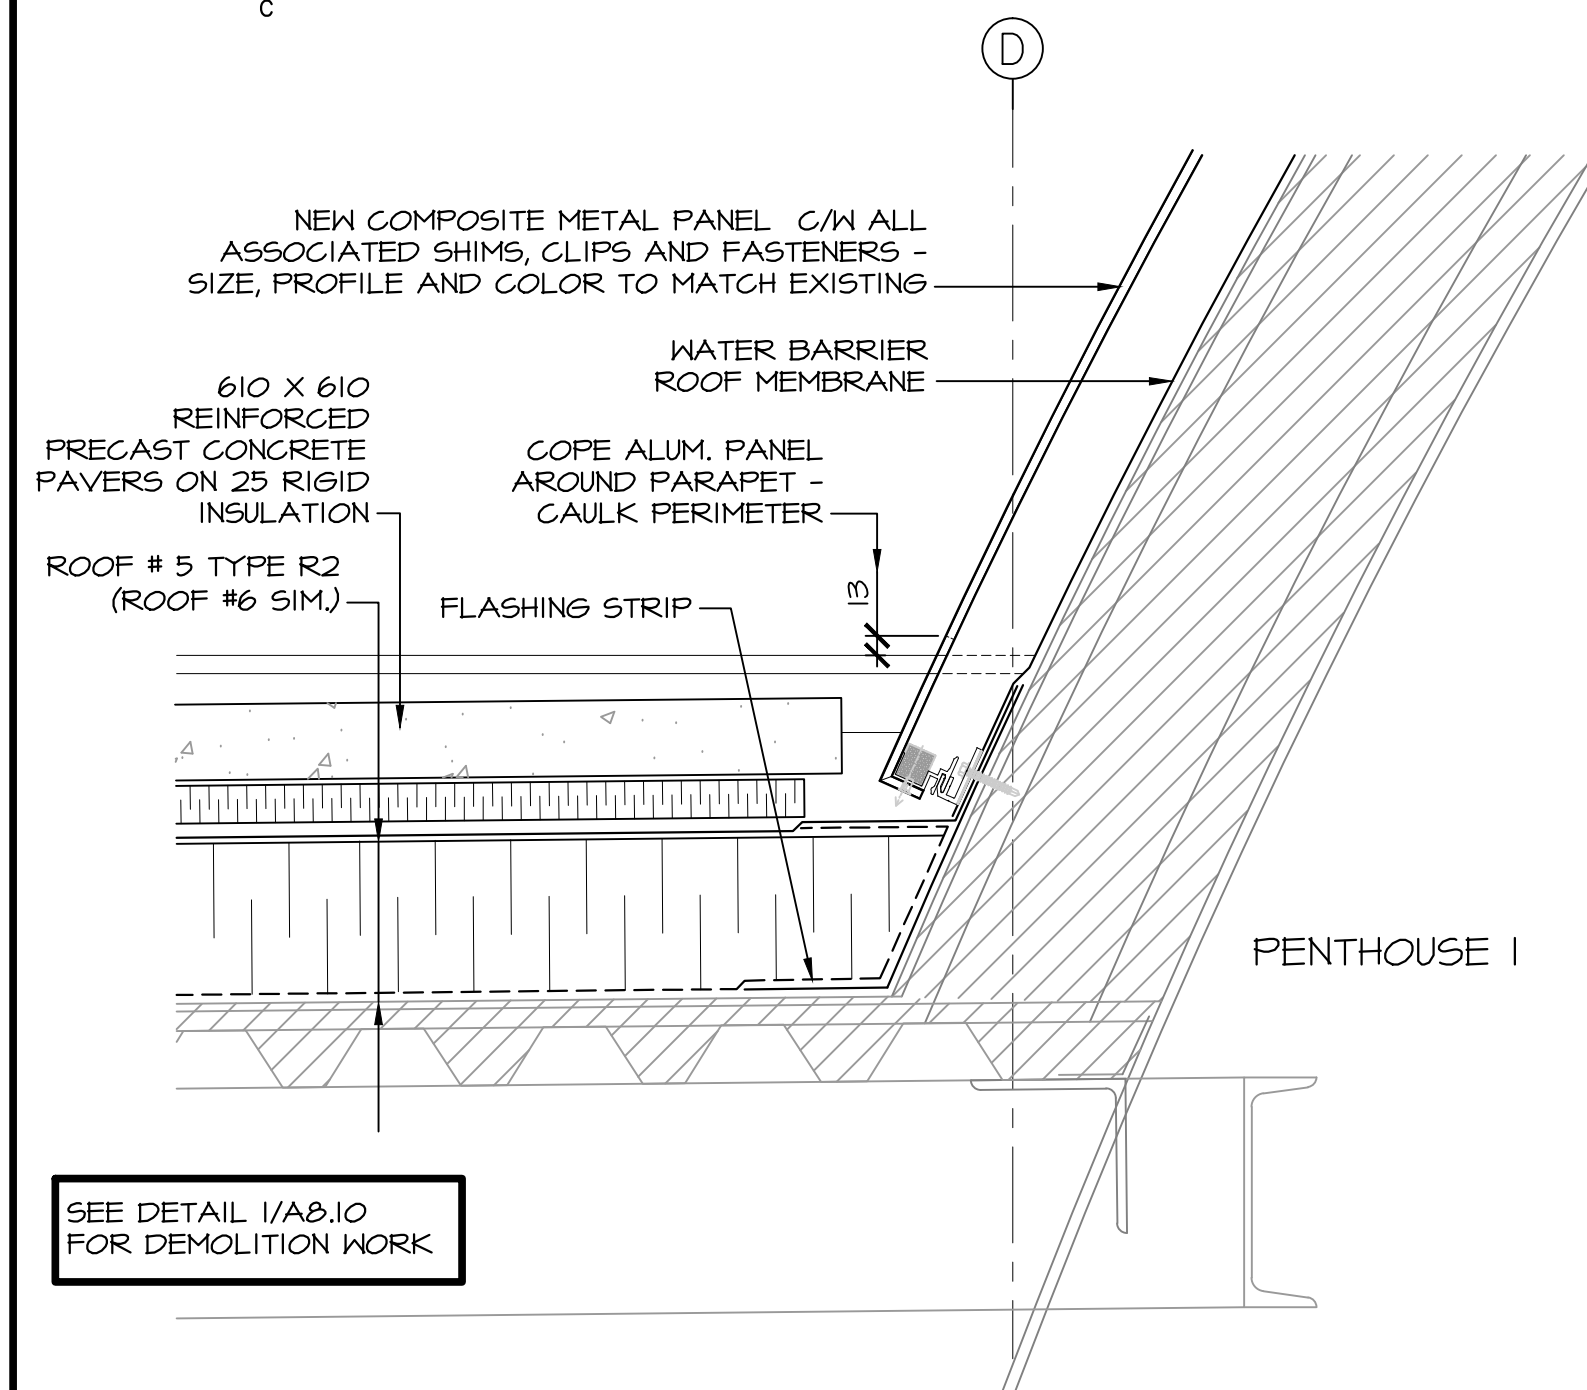 c
D
NEW COMPOSITE METAL PANEL C/W ALL
ASSOCIATED SHIMS, CLIPS AND FASTENERS -
SIZE, PROFILE AND COLOR TO MATCH EXISTING
WATER BARRIER
ROOF MEMBRANE
610 X 610
REINFORCED
PRECAST CONCRETE
PAVERS ON 25 RIGID
INSULATION
COPE ALUM. PANEL
AROUND PARAPET -
CAULK PERIMETER
ROOF # 5 TYPE R2
(ROOF #6 SIM.)
FLASHING STRIP
13
PENTHOUSE 1
SEE DETAIL 1/A8.10
FOR DEMOLITION WORK